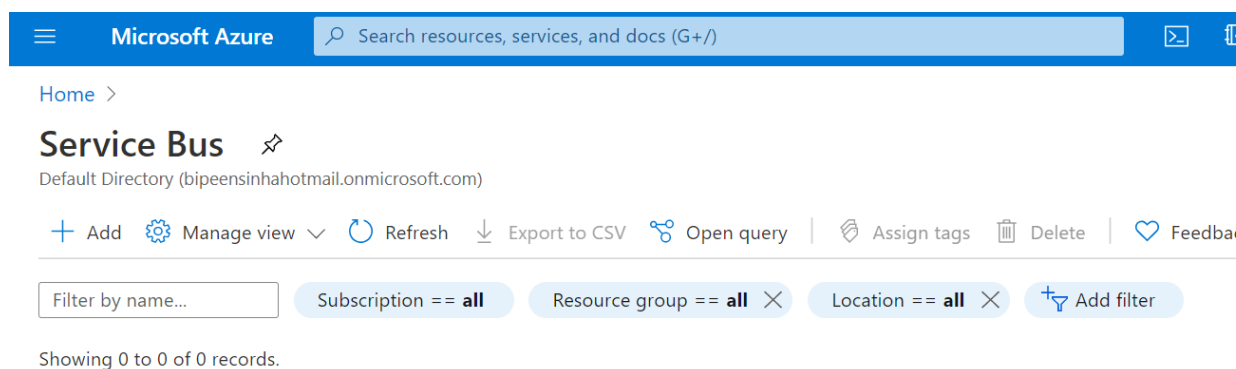 Microsoft Azure Search resources, services, and docs (G+/)
Home >
Service Bus
Default Directory (bipeensinhahotmail.onmicrosoft.com)
Add Manage view Refresh Export to CSV Open query Assign tags Delete
Filter by name... Subscription == all Resource group == all Location == all Add filter
Showing 0 to 0 of 0 records.